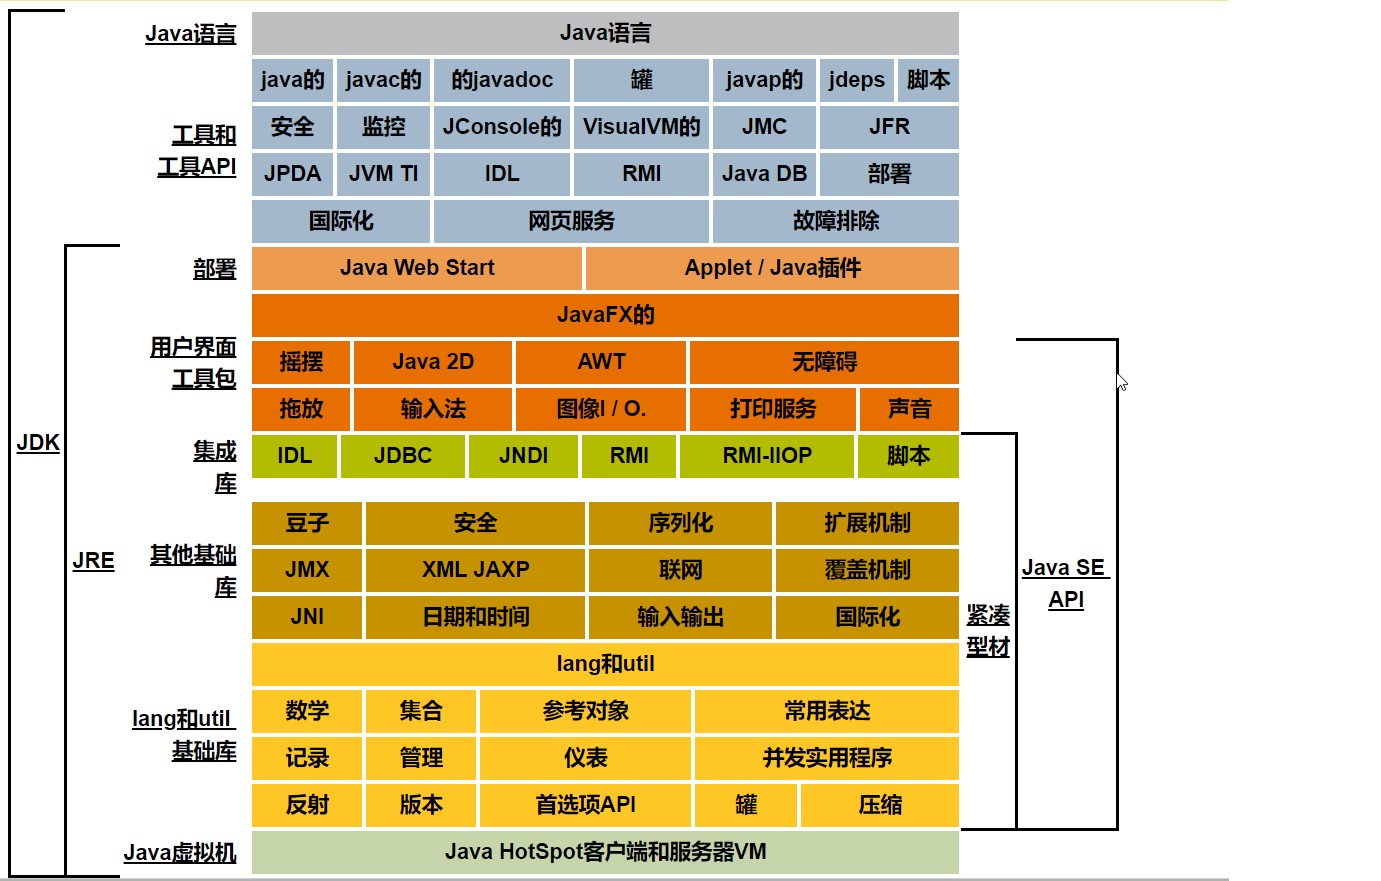 Java语言
Java语言
java的 javac的 的javadoc 罐 javap的 jdeps 脚本
工具和
工具API
安全 监控 JConsole的 VisualVM的 JMC JFR
JPDA JVM TI IDL RMI Java DB 部署
国际化 网页服务 故障排除
部署
Java Web Start Applet / Java插件
JavaFX的
用户界面
工具包
摇摆 Java 2D AWT 无障碍
拖放 输入法 图像I / O. 打印服务 声音
JDK
集成
库
IDL JDBC JNDI RMI RMI-IIOP 脚本
JRE
其他基础
库
豆子 安全 序列化 扩展机制
JMX XML JAXP 联网 覆盖机制
JNI 日期和时间 输入输出 国际化
Java SE
API
紧凑
型材
lang和util
lang和util
基础库
数学 集合 参考对象 常用表达
记录 管理 仪表 并发实用程序
反射 版本 首选项API 罐 压缩
Java虚拟机
Java HotSpot客户端和服务器VM